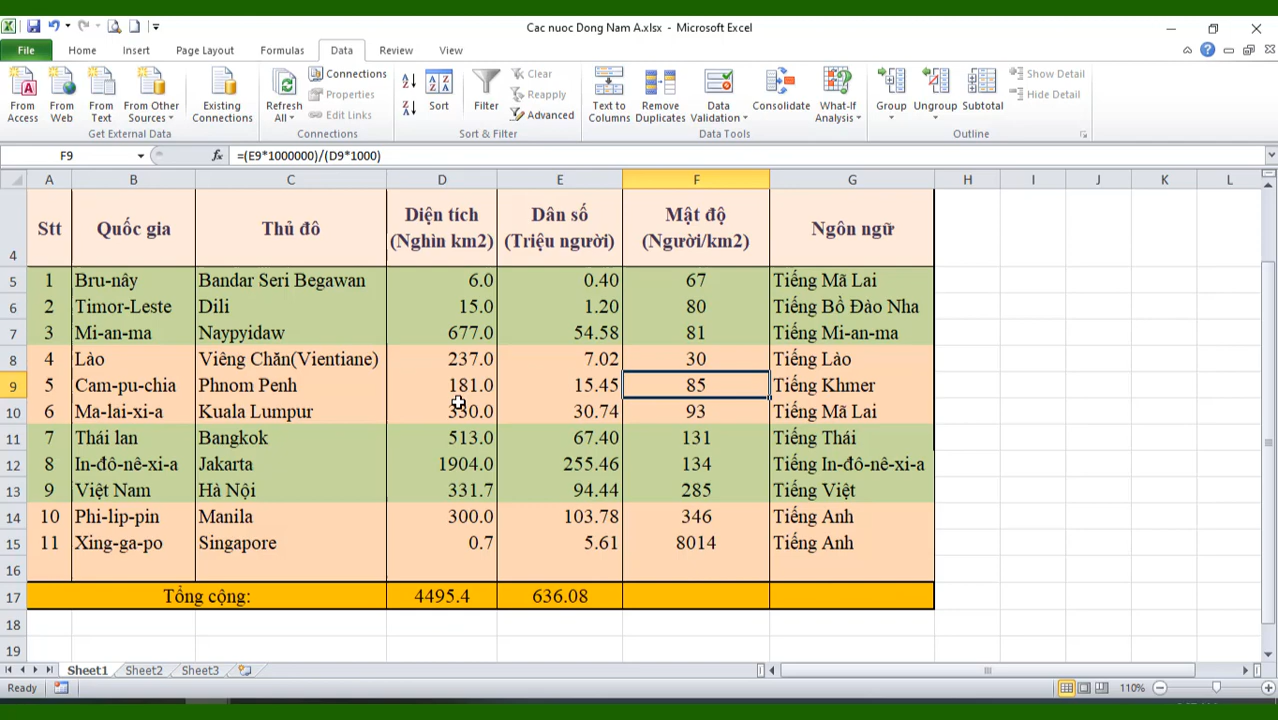 Cac nuoc Dong Nam A.xlsx - Microsoft Excel
File Home Insert Page Layout Formulas Data Review View
From Access From Web From Text From Other Sources Existing Connections Refresh All Connections Properties Edit Links Sort Filter Clear Reapply Advanced Text to Columns Remove Duplicates Data Validation Consolidate What-If Analysis Group Ungroup Subtotal Show Detail Hide Detail
Get External Data Connections Sort & Filter Data Tools Outline
F9 fx =(E9*1000000)/(D9*1000)
A B C D E F G H I J K L
4 Stt Quốc gia Thủ đô Diện tích (Nghìn km2) Dân số (Triệu người) Mật độ (Người/km2) Ngôn ngữ
5 1 Bru-nây Bandar Seri Begawan 6.0 0.40 67 Tiếng Mã Lai
6 2 Timor-Leste Dili 15.0 1.20 80 Tiếng Bồ Đào Nha
7 3 Mi-an-ma Naypyidaw 677.0 54.58 81 Tiếng Mi-an-ma
8 4 Lào Viêng Chăn(Vientiane) 237.0 7.02 30 Tiếng Lào
9 5 Cam-pu-chia Phnom Penh 181.0 15.45 85 Tiếng Khmer
10 6 Ma-lai-xi-a Kuala Lumpur 330.0 30.74 93 Tiếng Mã Lai
11 7 Thái lan Bangkok 513.0 67.40 131 Tiếng Thái
12 8 In-đô-nê-xi-a Jakarta 1904.0 255.46 134 Tiếng In-đô-nê-xi-a
13 9 Việt Nam Hà Nội 331.7 94.44 285 Tiếng Việt
14 10 Phi-lip-pin Manila 300.0 103.78 346 Tiếng Anh
15 11 Xing-ga-po Singapore 0.7 5.61 8014 Tiếng Anh
16
17 Tổng cộng: 4495.4 636.08
18
19
Sheet1 Sheet2 Sheet3
Ready 110%